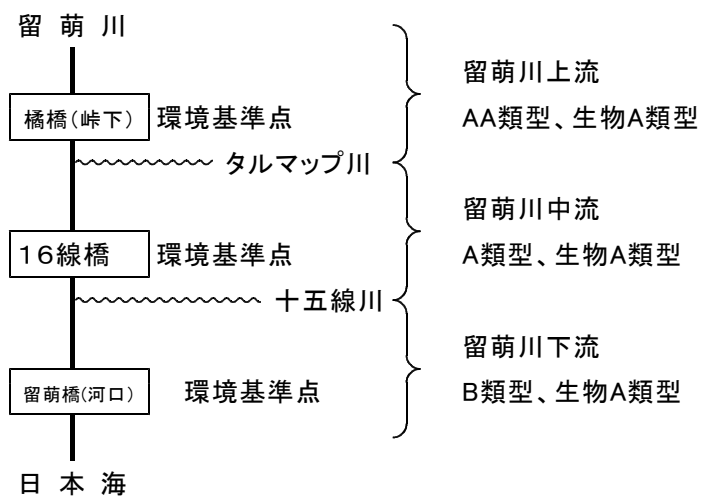 留萌川
留萌川上流
橘橋(峠下) 環境基準点
AA類型、生物A類型
タルマップ川
留萌川中流
16線橋 環境基準点
A類型、生物A類型
十五線川
留萌川下流
留萌橋(河口) 環境基準点
B類型、生物A類型
日本海